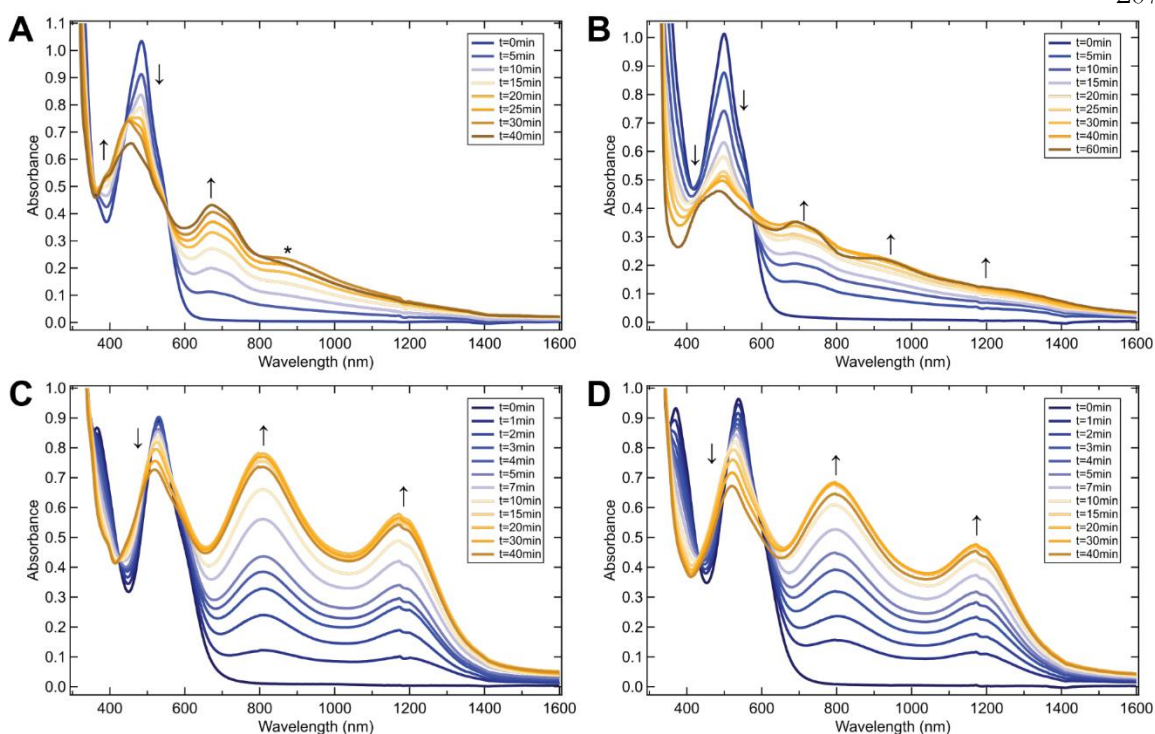 A
1.1
1.0
0.9
0.8
0.7
0.6
0.5
0.4
0.3
0.2
0.1
0.0
Absorbance
↓
↑
↑
*
t=0min
t=5min
t=10min
t=15min
t=20min
t=25min
t=30min
t=40min
400 600 800 1000 1200 1400 1600
Wavelength (nm)
B
1.0
0.9
0.8
0.7
0.6
0.5
0.4
0.3
0.2
0.1
0.0
Absorbance
↓
↓
↑
↑
↑
t=0min
t=5min
t=10min
t=15min
t=20min
t=25min
t=30min
t=40min
t=60min
400 600 800 1000 1200 1400 1600
Wavelength (nm)
C
1.0
0.9
0.8
0.7
0.6
0.5
0.4
0.3
0.2
0.1
0.0
Absorbance
↓
↑
↑
t=0min
t=1min
t=2min
t=3min
t=4min
t=5min
t=7min
t=10min
t=15min
t=20min
t=30min
t=40min
400 600 800 1000 1200 1400 1600
Wavelength (nm)
D
1.0
0.9
0.8
0.7
0.6
0.5
0.4
0.3
0.2
0.1
0.0
Absorbance
↓
↑
↑
t=0min
t=1min
t=2min
t=3min
t=4min
t=5min
t=7min
t=10min
t=15min
t=20min
t=30min
t=40min
400 600 800 1000 1200 1400 1600
Wavelength (nm)